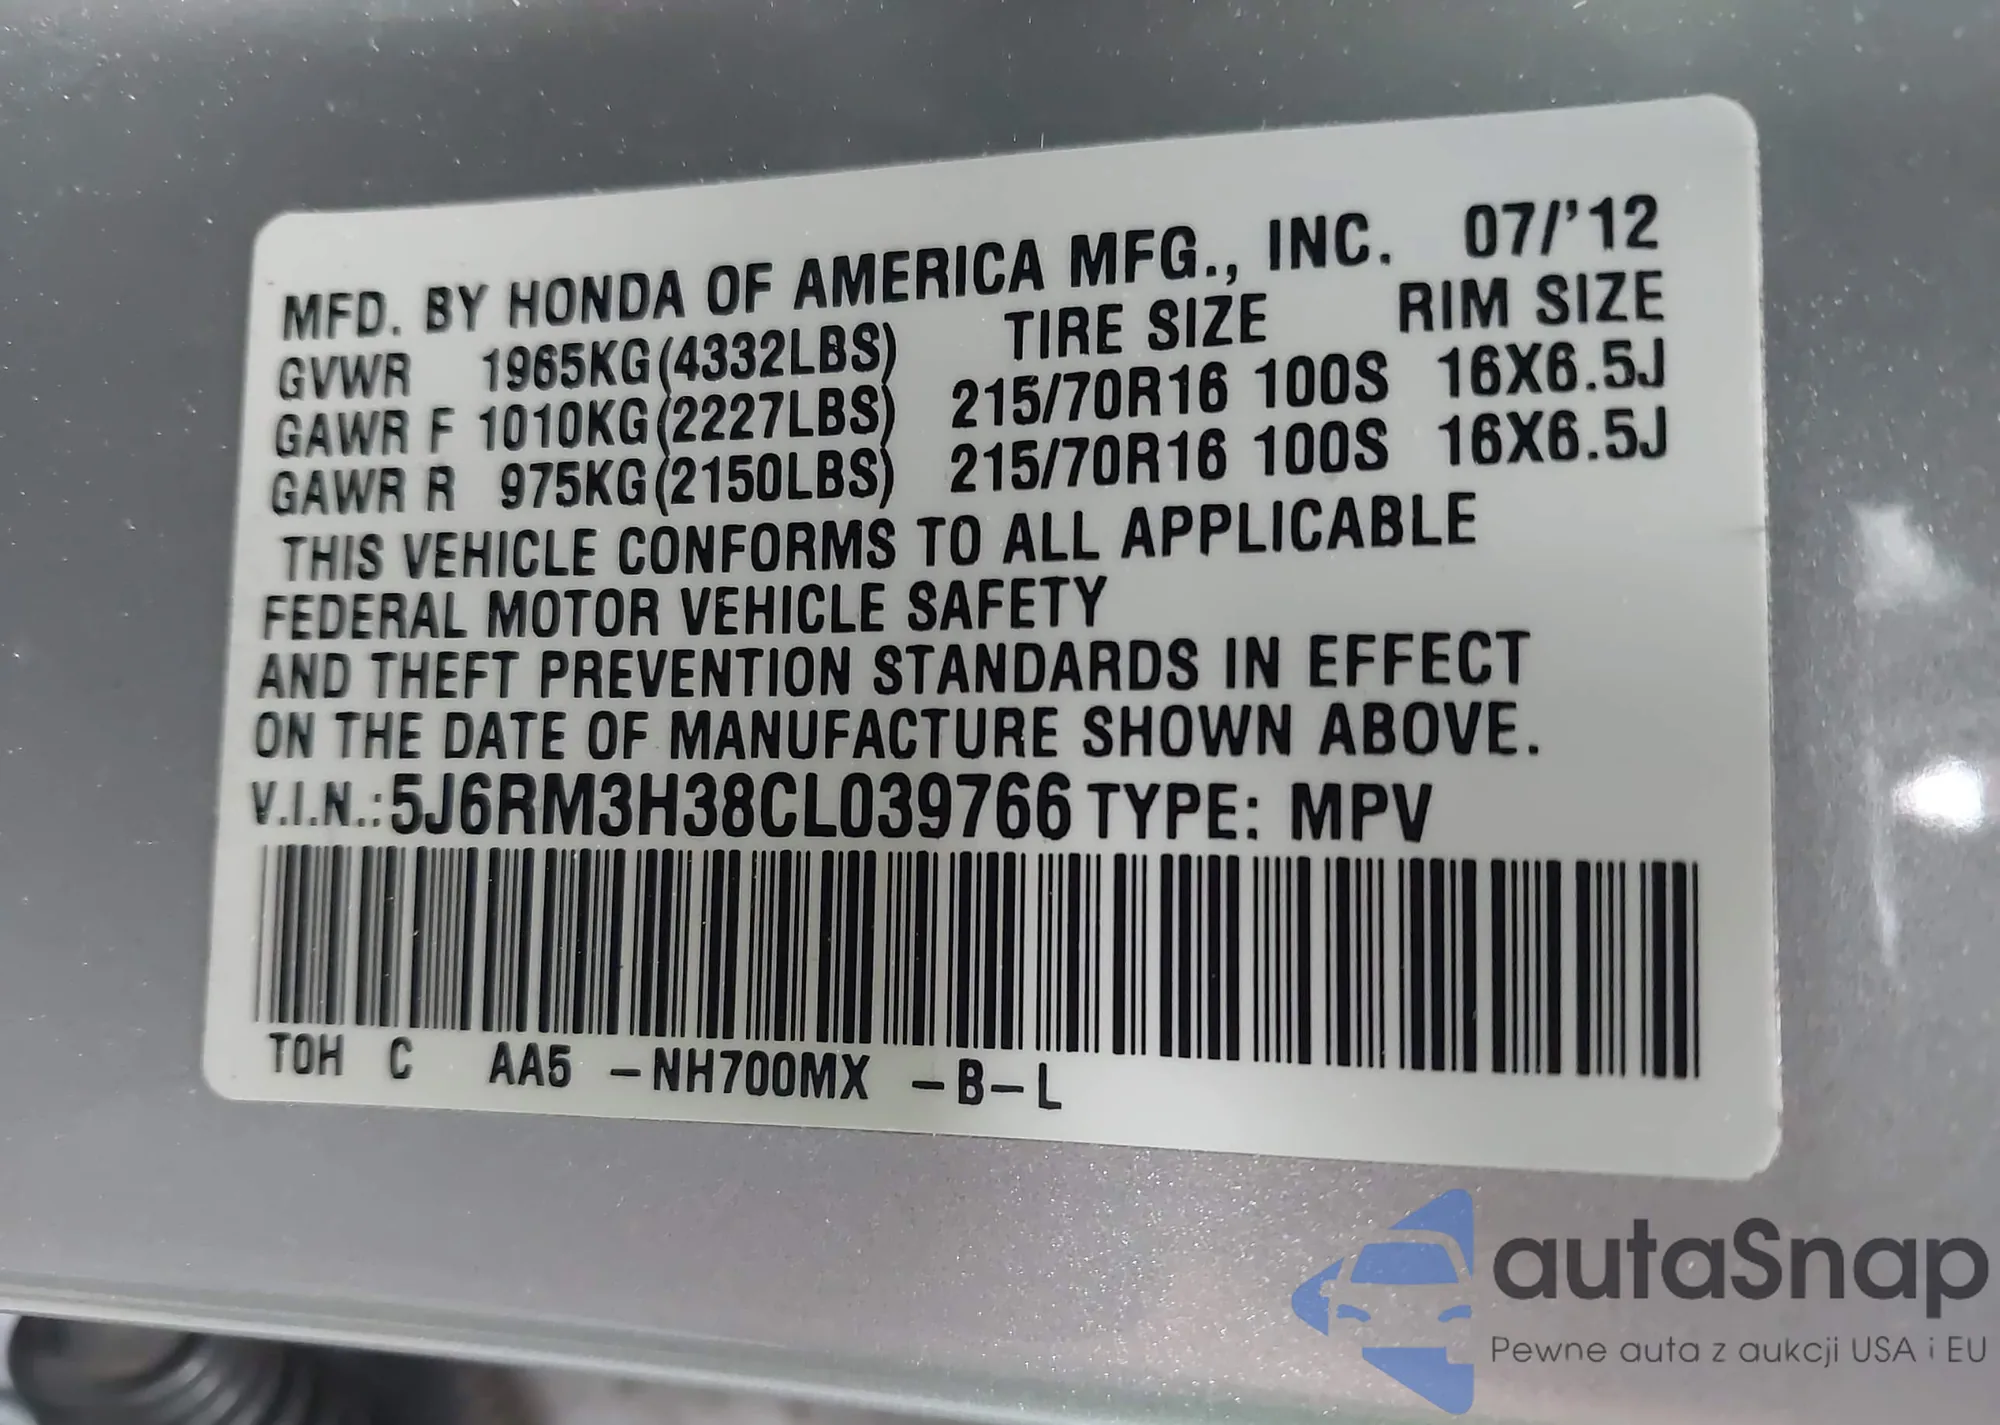 MFD. BY HONDA OF AMERICA MFG., INC. 07/'12
GVWR 1965KG(4332LBS) TIRE SIZE RIM SIZE
GAWR F 1010KG(2227LBS) 215/70R16 100S 16X6.5J
GAWR R 975KG(2150LBS) 215/70R16 100S 16X6.5J
THIS VEHICLE CONFORMS TO ALL APPLICABLE
FEDERAL MOTOR VEHICLE SAFETY
AND THEFT PREVENTION STANDARDS IN EFFECT
ON THE DATE OF MANUFACTURE SHOWN ABOVE.
V.I.N.:5J6RM3H38CL039766 TYPE: MPV
TOH C AA5 -NH700MX -B-L
autaSnap
Pewne auta z aukcji USA i EU